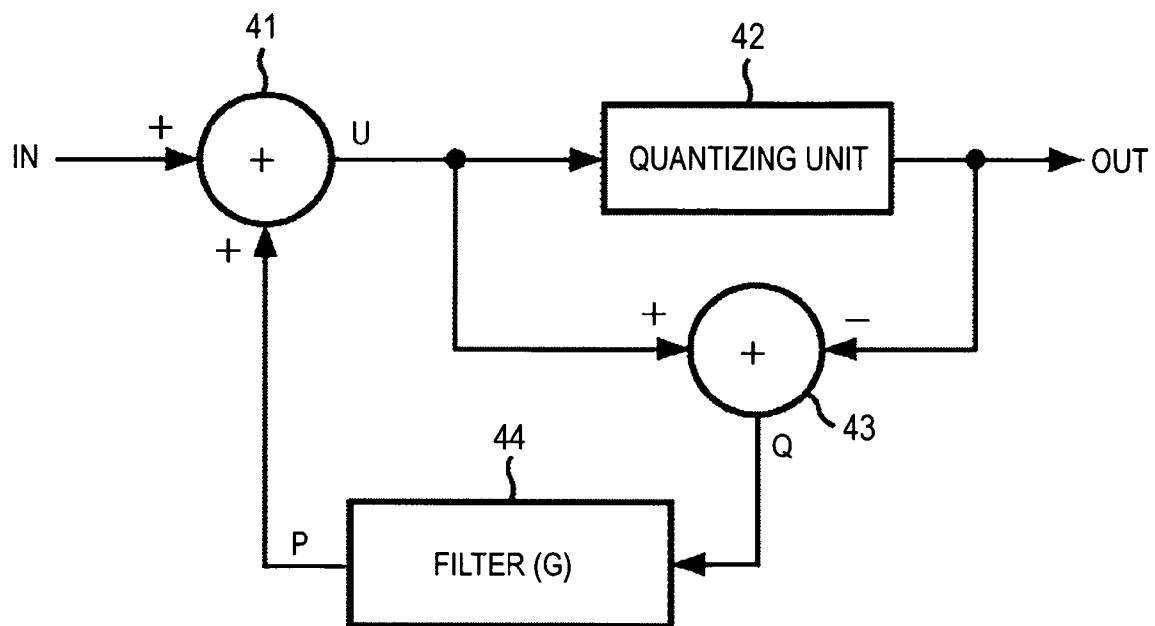 41
42
+
U
IN
+
QUANTIZING UNIT
OUT
+
+
−
+
43
Q
44
P
FILTER (G)